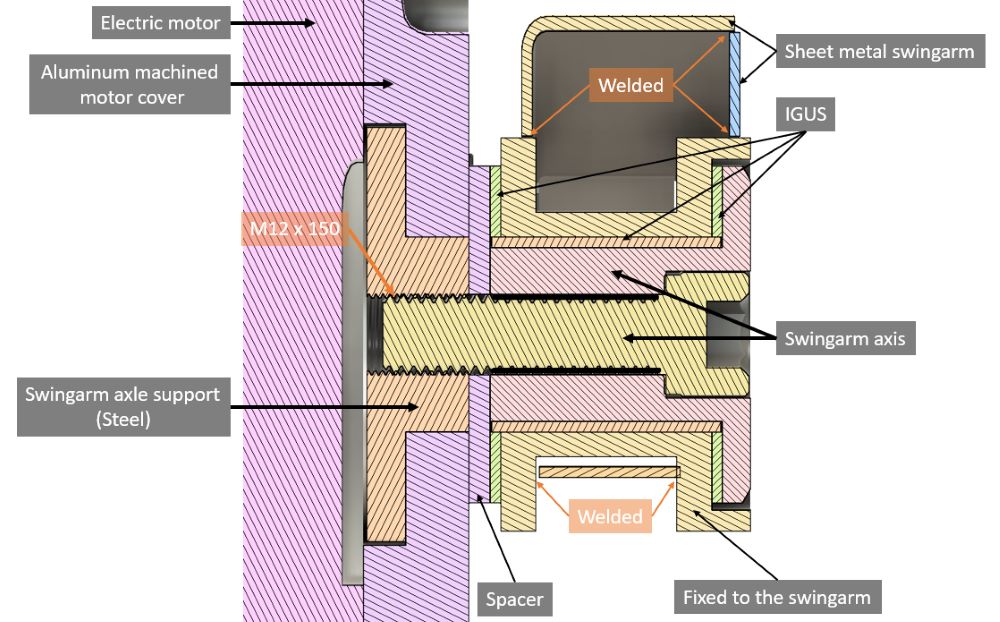 Electric motor
Aluminum machined
motor cover
Sheet metal swingarm
Welded
IGUS
M12 x 150
Swingarm axis
Swingarm axle support
(Steel)
Welded
Spacer
Fixed to the swingarm